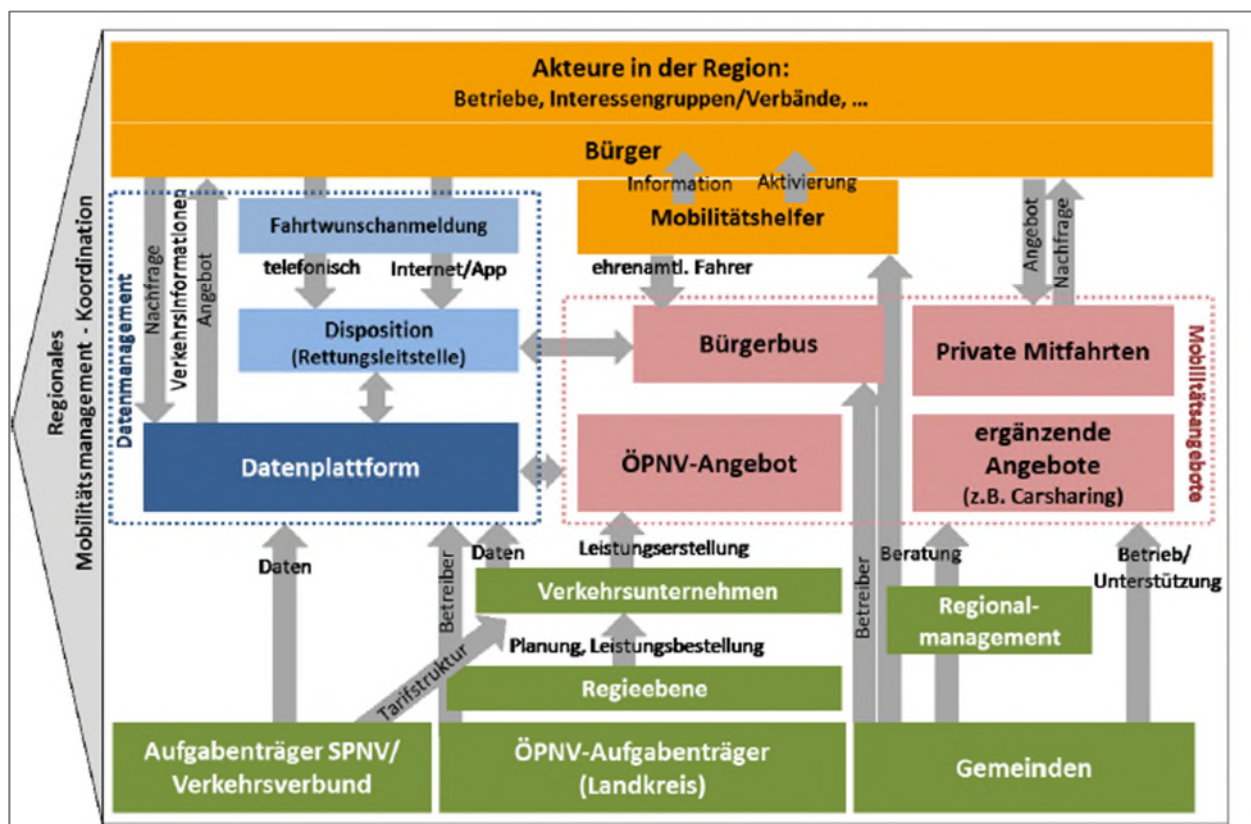 Akteure in der Region:
Betriebe, Interessengruppen/Verbände, ...
Bürger
Information
Aktivierung
Mobilitätshelfer
ehrenamtl. Fahrer
Regionales
Mobilitätsmanagement - Koordination
Datenmanagement
Nachfrage
Verkehrsinformationen
Angebot
Fahrtwunschanmeldung
telefonisch
Internet/App
Disposition
(Rettungsleitstelle)
Datenplattform
Bürgerbus
ÖPNV-Angebot
Angebot
Nachfrage
Private Mitfahrten
ergänzende
Angebote
(z.B. Carsharing)
Mobilitätsangebote
Daten
Betreiber
Daten
Leistungserstellung
Verkehrsunternehmen
Tarifstruktur
Planung, Leistungsbestellung
Regieebene
Betreiber
Beratung
Betrieb/
Unterstützung
Regional-
management
Aufgabenträger SPNV/
Verkehrsverbund
ÖPNV-Aufgabenträger
(Landkreis)
Gemeinden